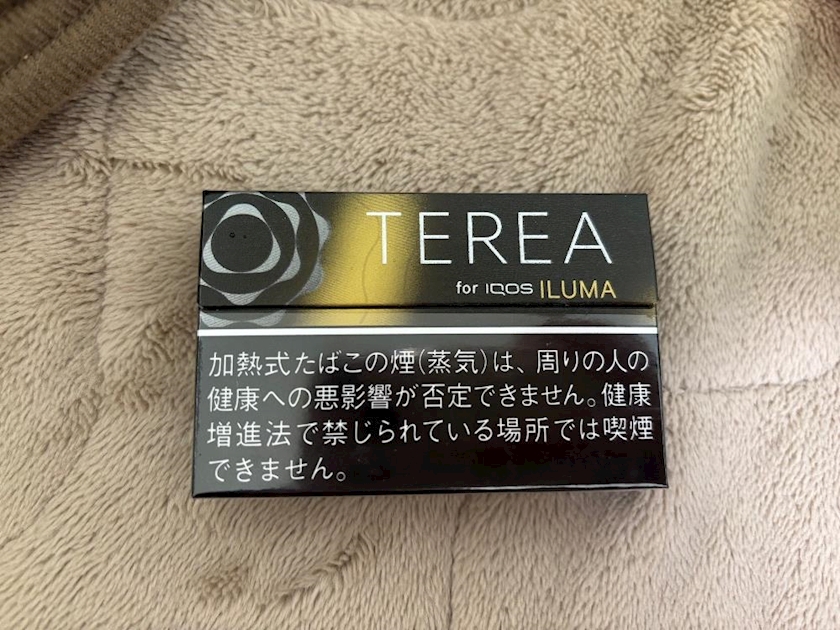 TEREA
for IQOS ILUMA
加熱式たばこの煙(蒸気)は、周りの人の
健康への悪影響が否定できません。健康
増進法で禁じられている場所では喫煙
できません。